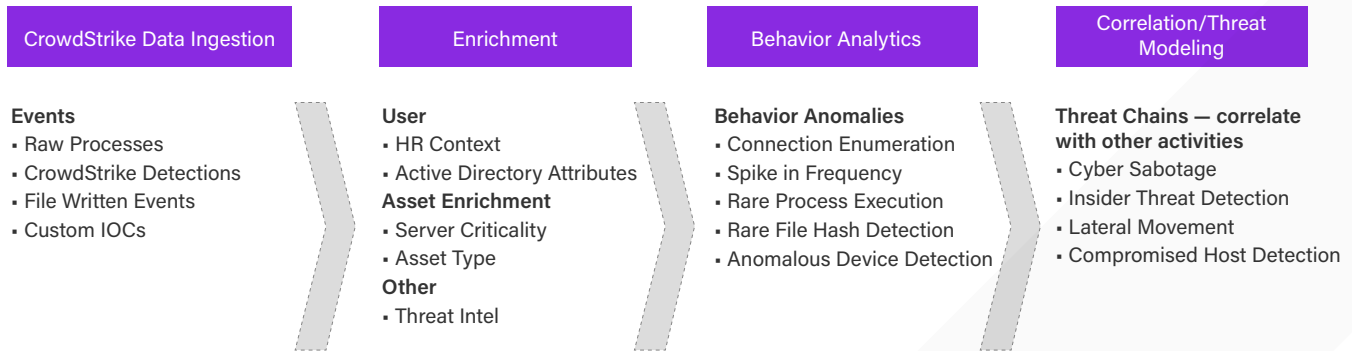 CrowdStrike Data Ingestion
Events
▪ Raw Processes
▪ CrowdStrike Detections
▪ File Written Events
▪ Custom IOCs
Enrichment
User
▪ HR Context
▪ Active Directory Attributes
Asset Enrichment
▪ Server Criticality
▪ Asset Type
Other
▪ Threat Intel
Behavior Analytics
Behavior Anomalies
▪ Connection Enumeration
▪ Spike in Frequency
▪ Rare Process Execution
▪ Rare File Hash Detection
▪ Anomalous Device Detection
Correlation/Threat
Modeling
Threat Chains — correlate
with other activities
▪ Cyber Sabotage
▪ Insider Threat Detection
▪ Lateral Movement
▪ Compromised Host Detection